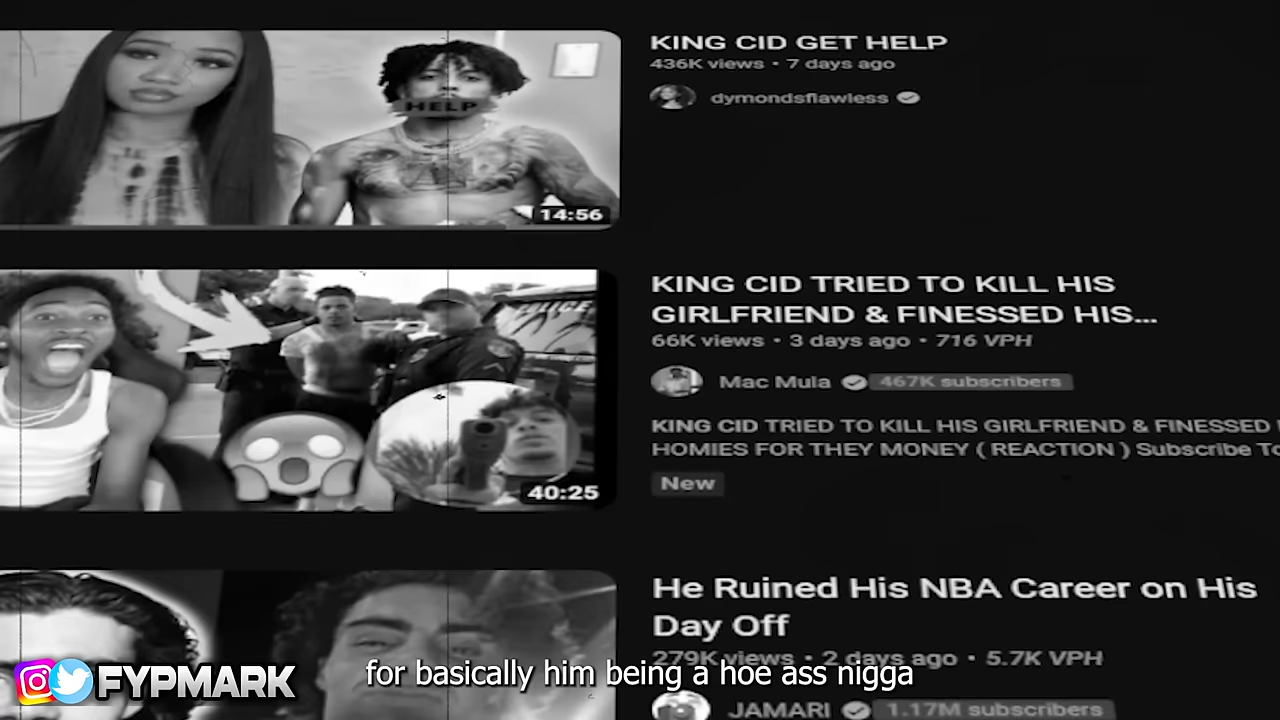 KING CID GET HELP
436K views • 7 days ago
dymondsflawless
HELP
14:56
KING CID TRIED TO KILL HIS
GIRLFRIEND & FINESSED HIS...
66K views • 3 days ago • 716 VPH
Mac Mula 467K subscribers
KING CID TRIED TO KILL HIS GIRLFRIEND & FINESSED
HOMIES FOR THEY MONEY ( REACTION ) Subscribe To
New
40:25
He Ruined His NBA Career on His
Day Off
279K views • 2 days ago • 5.7K VPH
for basically him being a hoe ass nigga
FYPMARK
JAMARI 1.17M subscribers